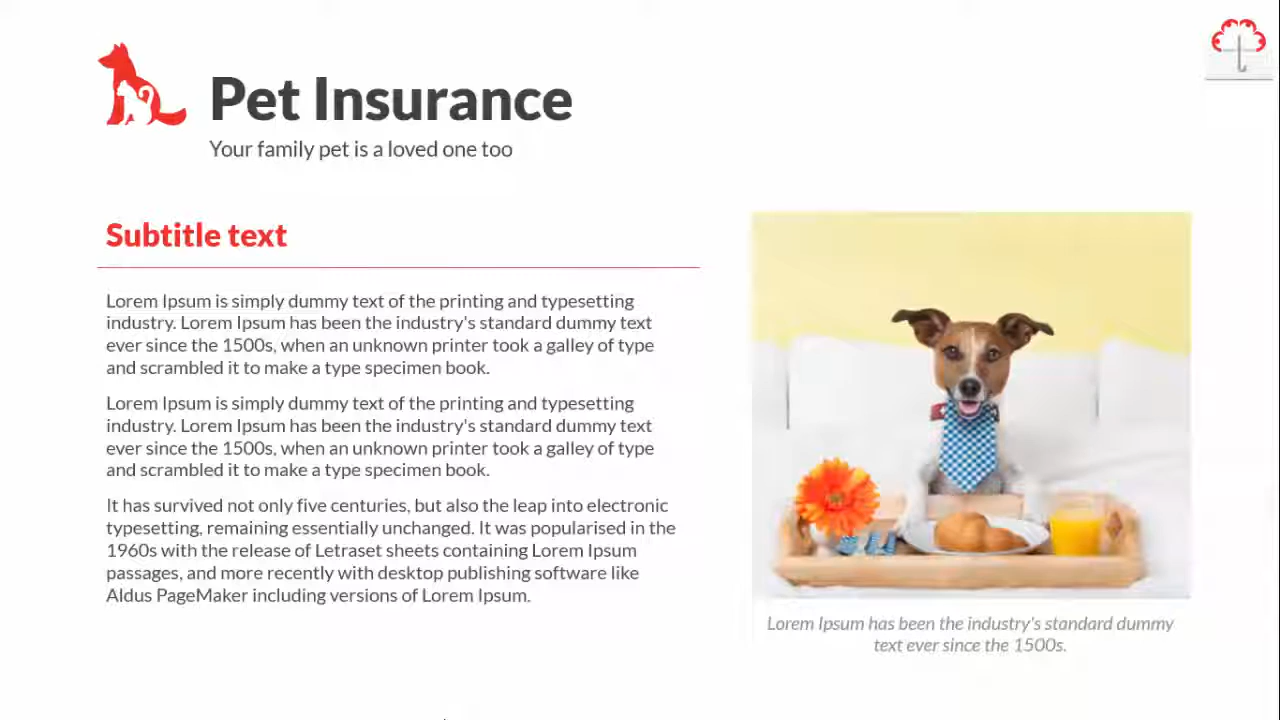 Pet Insurance
Your family pet is a loved one too
Subtitle text
Lorem Ipsum is simply dummy text of the printing and typesetting
industry. Lorem Ipsum has been the industry's standard dummy text
ever since the 1500s, when an unknown printer took a galley of type
and scrambled it to make a type specimen book.
Lorem Ipsum is simply dummy text of the printing and typesetting
industry. Lorem Ipsum has been the industry's standard dummy text
ever since the 1500s, when an unknown printer took a galley of type
and scrambled it to make a type specimen book.
It has survived not only five centuries, but also the leap into electronic
typesetting, remaining essentially unchanged. It was popularised in the
1960s with the release of Letraset sheets containing Lorem Ipsum
passages, and more recently with desktop publishing software like
Aldus PageMaker including versions of Lorem Ipsum.
Lorem Ipsum has been the industry's standard dummy
text ever since the 1500s.